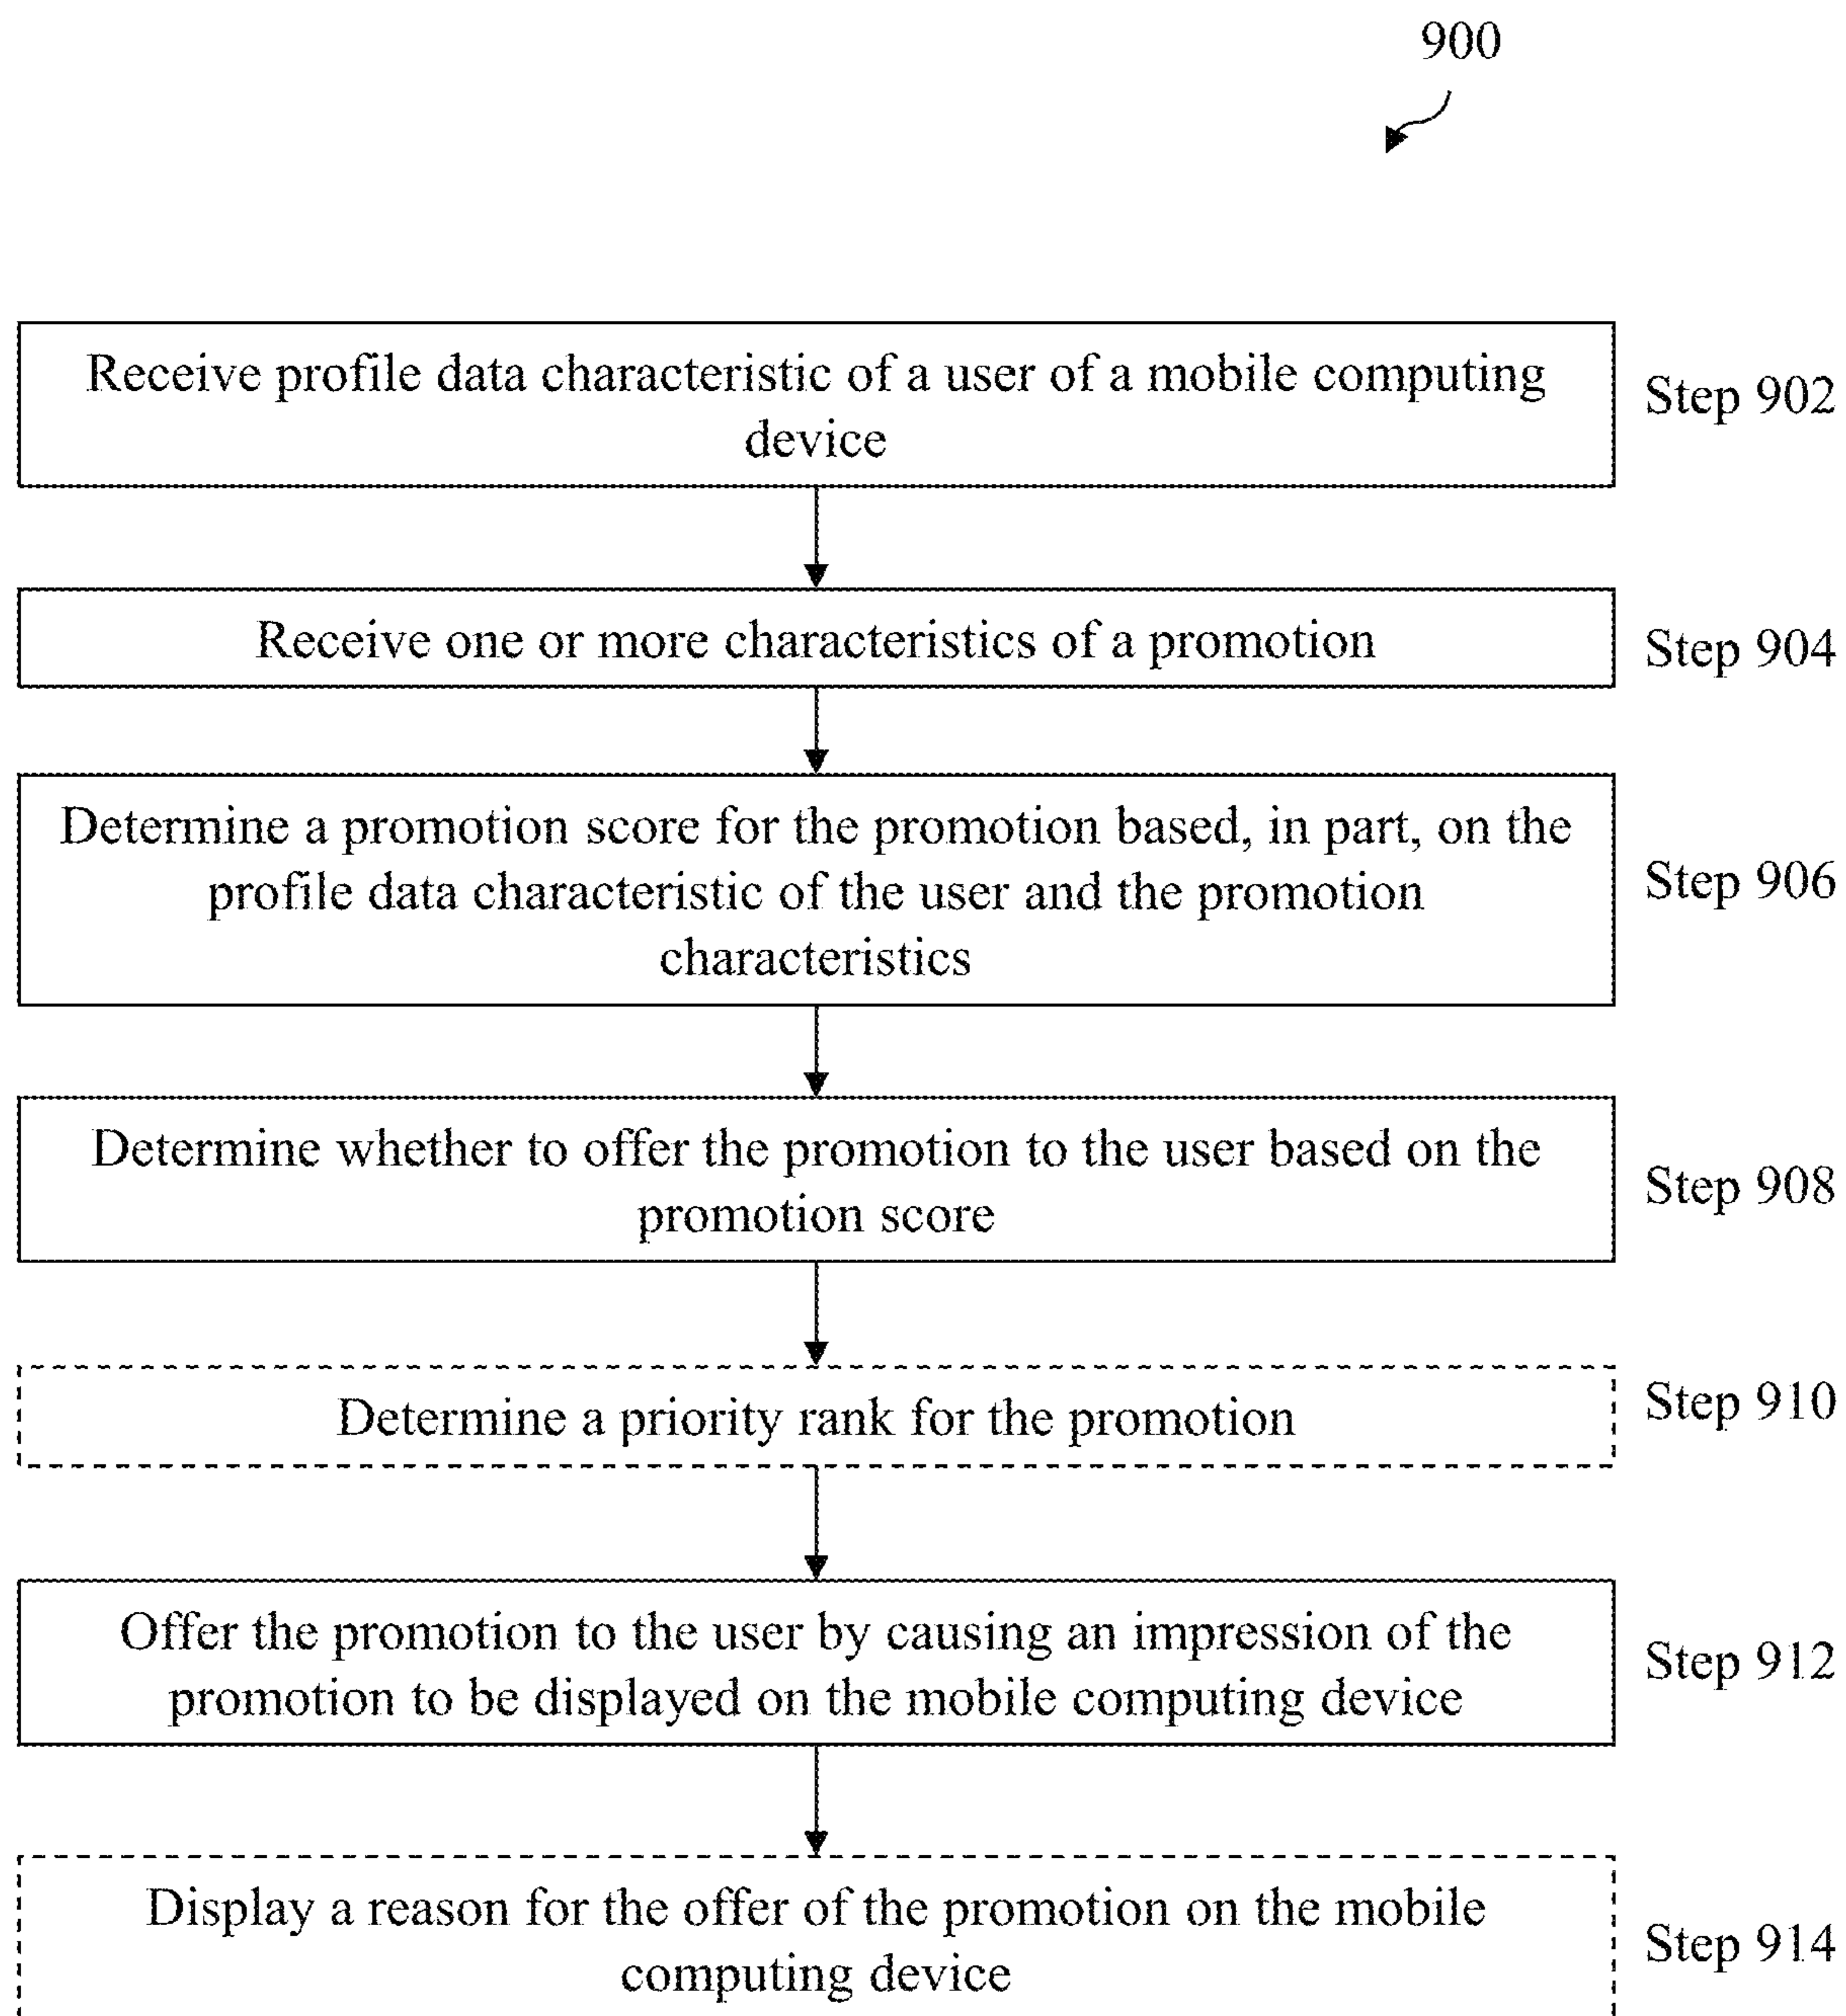 900
Receive profile data characteristic of a user of a mobile computing
device
Step 902
Receive one or more characteristics of a promotion
Step 904
Determine a promotion score for the promotion based, in part, on the
profile data characteristic of the user and the promotion
characteristics
Step 906
Determine whether to offer the promotion to the user based on the
promotion score
Step 908
Determine a priority rank for the promotion
Step 910
Offer the promotion to the user by causing an impression of the
promotion to be displayed on the mobile computing device
Step 912
Display a reason for the offer of the promotion on the mobile
computing device
Step 914